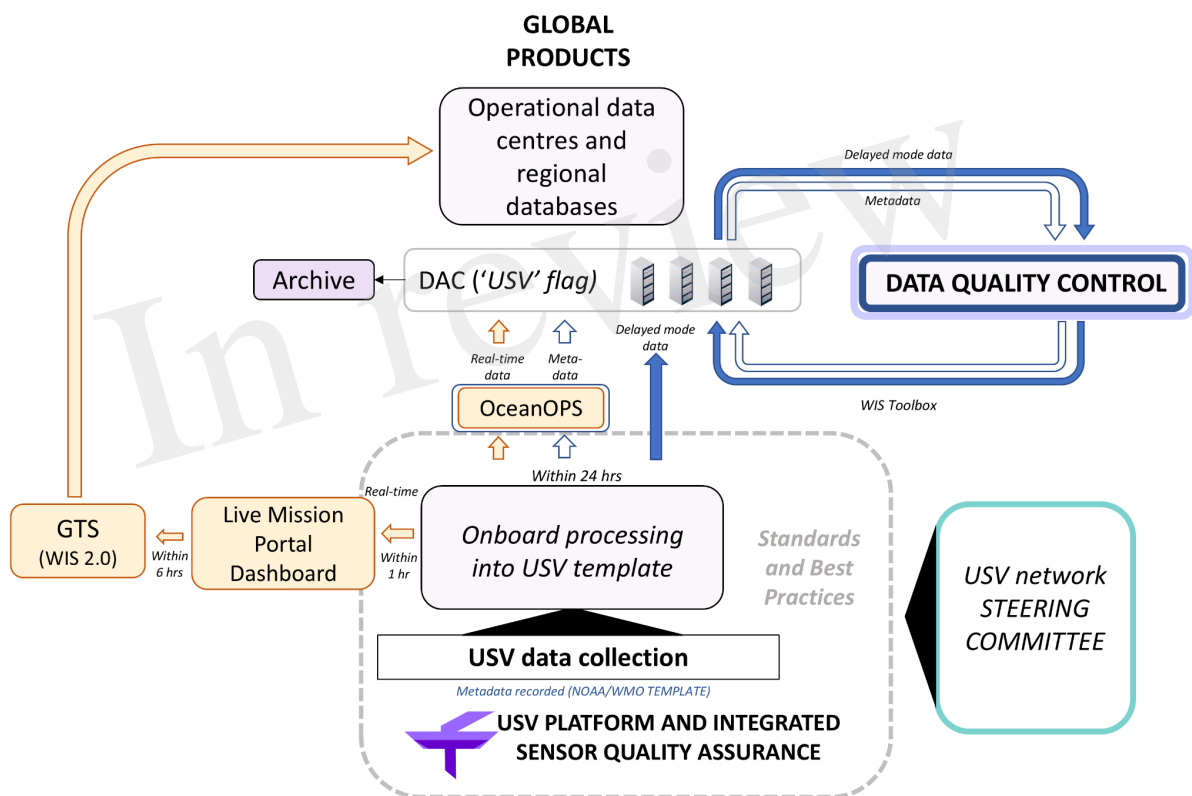 GLOBAL
PRODUCTS
Operational data
centres and
regional
databases
Delayed mode data
Metadata
Archive
DAC (‘USV’ flag)
DATA QUALITY CONTROL
Real-time
data
Meta-
data
Delayed mode
data
WIS Toolbox
OceanOPS
Within 24 hrs
Real-time
GTS
(WIS 2.0)
Within
6 hrs
Live Mission
Portal
Dashboard
Within
1 hr
Onboard processing
into USV template
Standards
and Best
Practices
USV network
STEERING
COMMITTEE
USV data collection
Metadata recorded (NOAA/WMO TEMPLATE)
USV PLATFORM AND INTEGRATED
SENSOR QUALITY ASSURANCE
In review